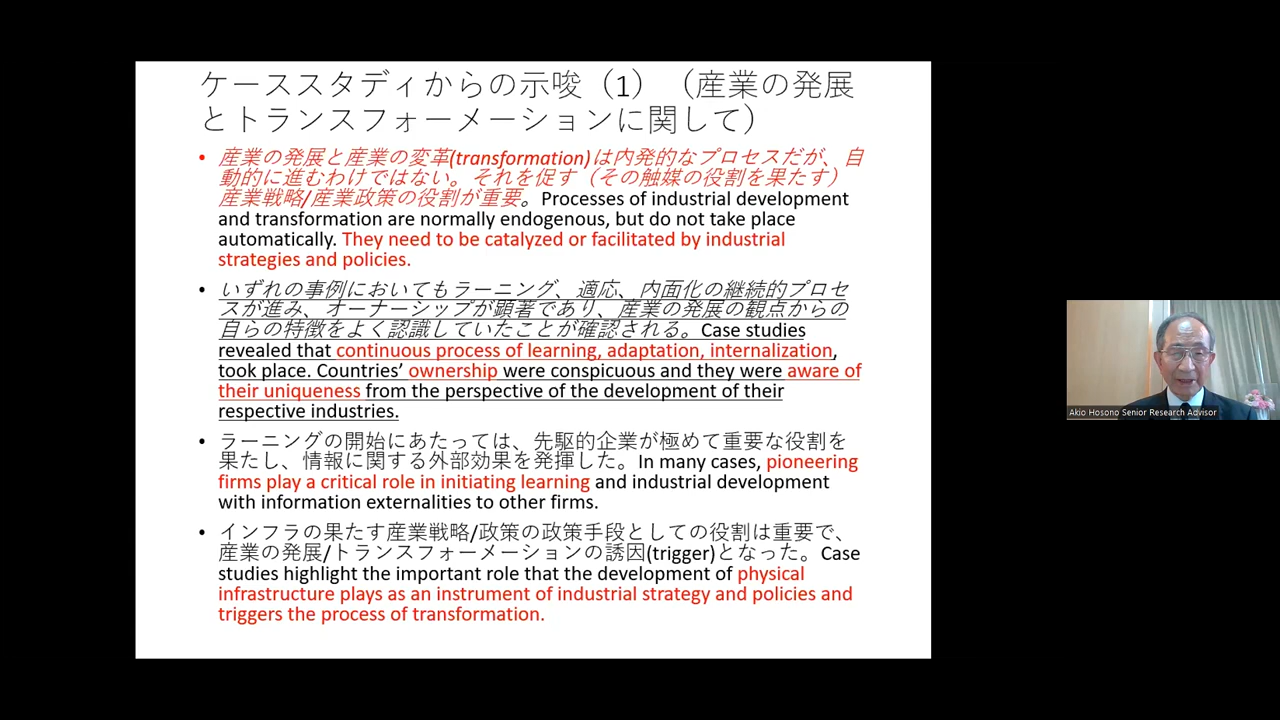 ケーススタディからの示唆（1）（産業の発展
とトランスフォーメーションに関して）
• 産業の発展と産業の変革(transformation)は内発的なプロセスだが、自
動的に進むわけではない。それを促す（その触媒の役割を果たす）
産業戦略/産業政策の役割が重要。Processes of industrial development
and transformation are normally endogenous, but do not take place
automatically. They need to be catalyzed or facilitated by industrial
strategies and policies.
• いずれの事例においてもラーニング、適応、内面化の継続的プロセ
スが進み、オーナーシップが顕著であり、産業の発展の観点からの
自らの特徴をよく認識していたことが確認される。Case studies
revealed that continuous process of learning, adaptation, internalization,
took place. Countries’ ownership were conspicuous and they were aware of
their uniqueness from the perspective of the development of their
respective industries.
• ラーニングの開始にあたっては、先駆的企業が極めて重要な役割を
果たし、情報に関する外部効果を発揮した。In many cases, pioneering
firms play a critical role in initiating learning and industrial development
with information externalities to other firms.
• インフラの果たす産業戦略/政策の政策手段としての役割は重要で、
産業の発展/トランスフォーメーションの誘因(trigger)となった。Case
studies highlight the important role that the development of physical
infrastructure plays as an instrument of industrial strategy and policies and
triggers the process of transformation.
Akio Hosono Senior Research Advisor